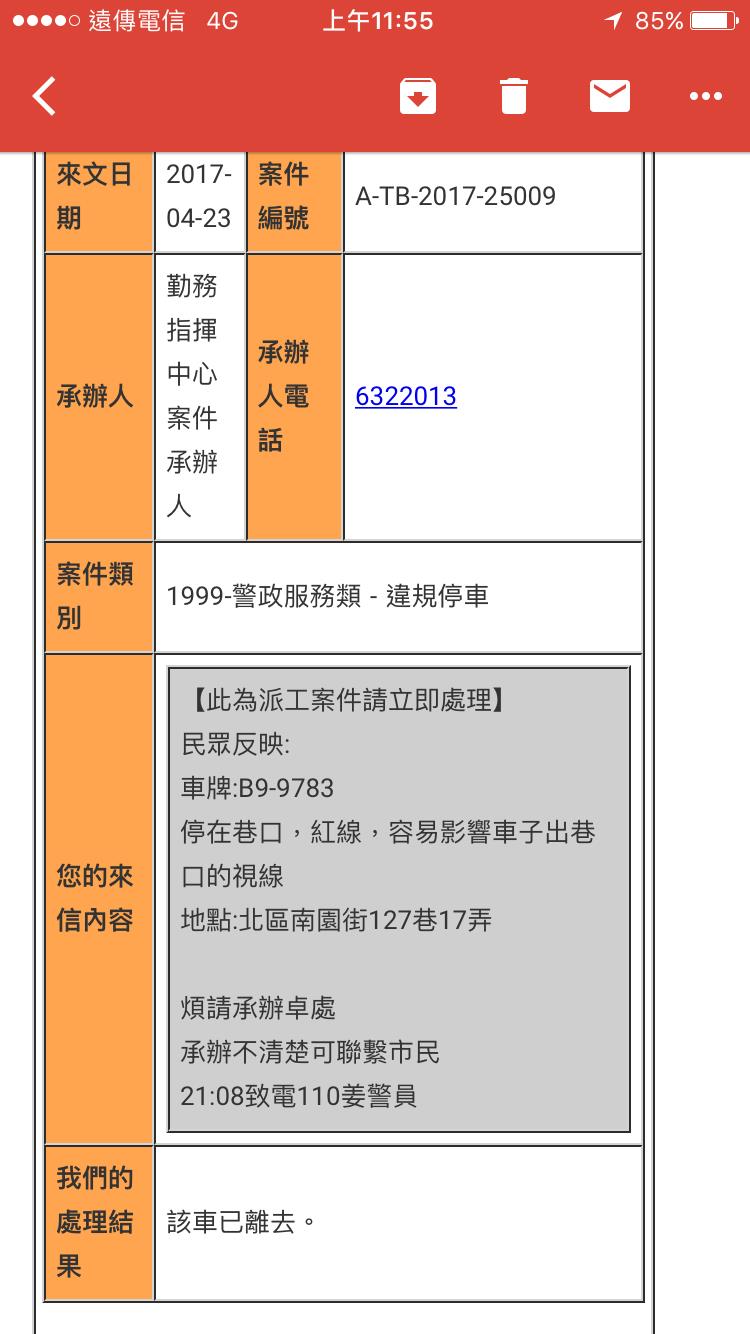 遠傳電信 4G 上午11:55 85%
來文日期
2017-04-23
案件編號
A-TB-2017-25009
承辦人
勤務指揮中心案件承辦人
承辦人電話
6322013
案件類別
1999-警政服務類 - 違規停車
您的來信內容
【此為派工案件請立即處理】
民眾反映:
車牌:B9-9783
停在巷口，紅線，容易影響車子出巷
口的視線
地點:北區南園街127巷17弄
煩請承辦卓處
承辦不清楚可聯繫市民
21:08致電110姜警員
我們的處理結果
該車已離去。